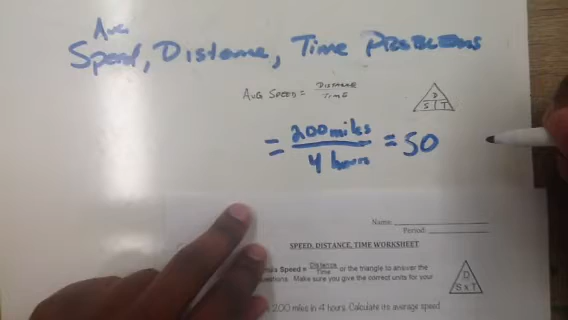 Avg
Speed, Distance, Time PROBLEMS
AVG SPEED = DISTANCE
TIME
D
S T
= 200 miles = 50
4 hours
Name:
Period:
SPEED, DISTANCE, TIME WORKSHEET
Speed = Distance or the triangle to answer the
Time
D
Make sure you give the correct units for your
S x T
200 miles in 4 hours. Calculate its average speed